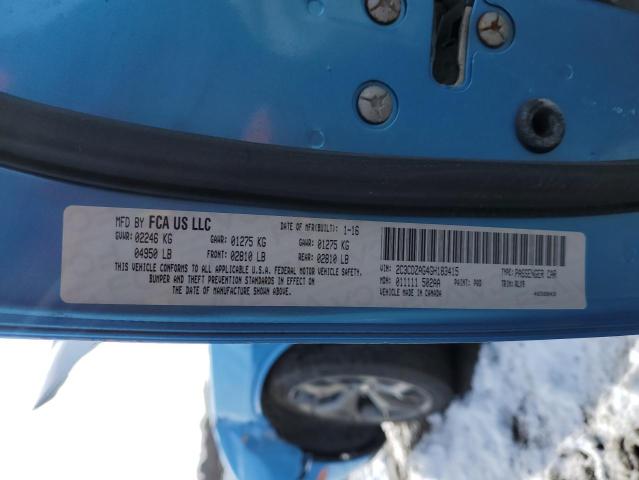 MFD BY FCA US LLC
DATE OF MFR(BUILT): 1-16
GVWR: 02246 KG GAWR: 01275 KG GAWR: 01275 KG
04950 LB FRONT: 02810 LB REAR: 02810 LB
THIS VEHICLE CONFORMS TO ALL APPLICABLE U.S.A. FEDERAL MOTOR VEHICLE SAFETY,
BUMPER AND THEFT PREVENTION STANDARDS IN EFFECT ON
THE DATE OF MANUFACTURE SHOWN ABOVE.
VIN: 2C3CDZAG4GH183415 TYPE: PASSENGER CAR
MDH: 011111 502AA PAINT: TRIM:
VEHICLE MADE IN CANADA